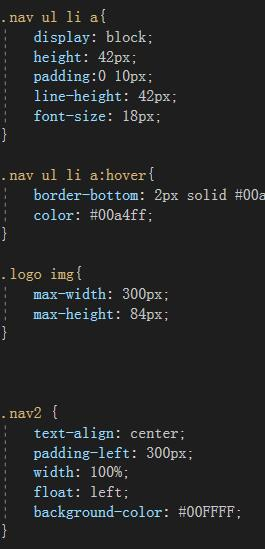 .nav ul li a{
display: block;
height: 42px;
padding:0 10px;
line-height: 42px;
font-size: 18px;
}
.nav ul li a:hover{
border-bottom: 2px solid #00a
color: #00a4ff;
}
.logo img{
max-width: 300px;
max-height: 84px;
}
.nav2 {
text-align: center;
padding-left: 300px;
width: 100%;
float: left;
background-color: #00FFFF;
}